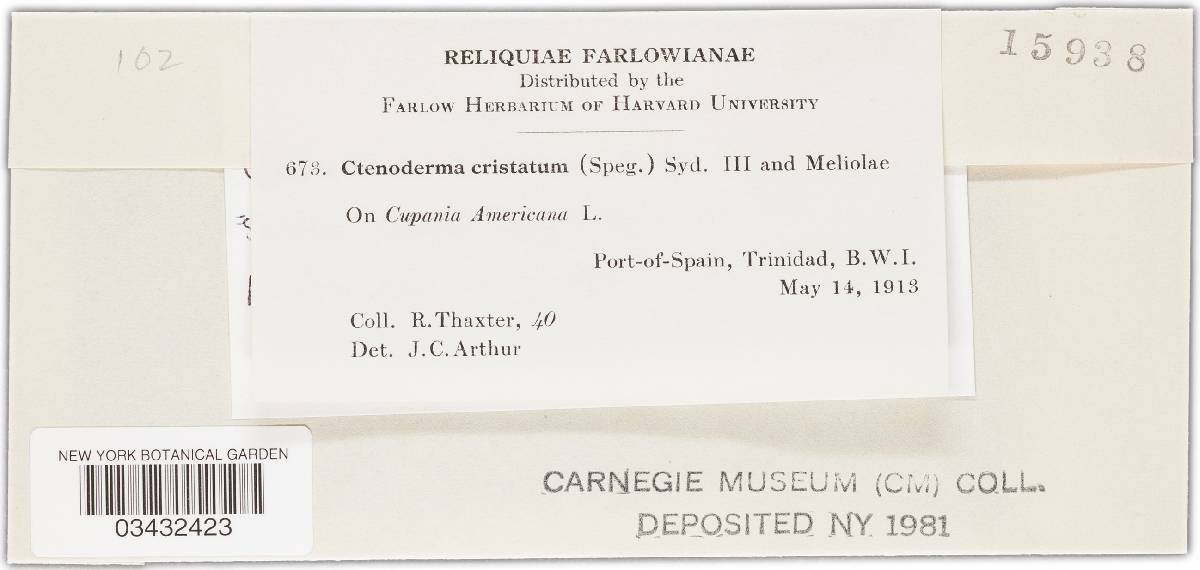 102
15938
RELIQUIAE FARLOWIANAE
Distributed by the
FARLOW HERBARIUM OF HARVARD UNIVERSITY
673. Ctenoderma cristatum (Speg.) Syd. III and Meliolae
On Cupania Americana L.
Port-of-Spain, Trinidad, B.W.I.
May 14, 1913
Coll. R. Thaxter, 40
Det. J. C. Arthur
NEW YORK BOTANICAL GARDEN
03432423
CARNEGIE MUSEUM (CM) COLL.
DEPOSITED NY 1981